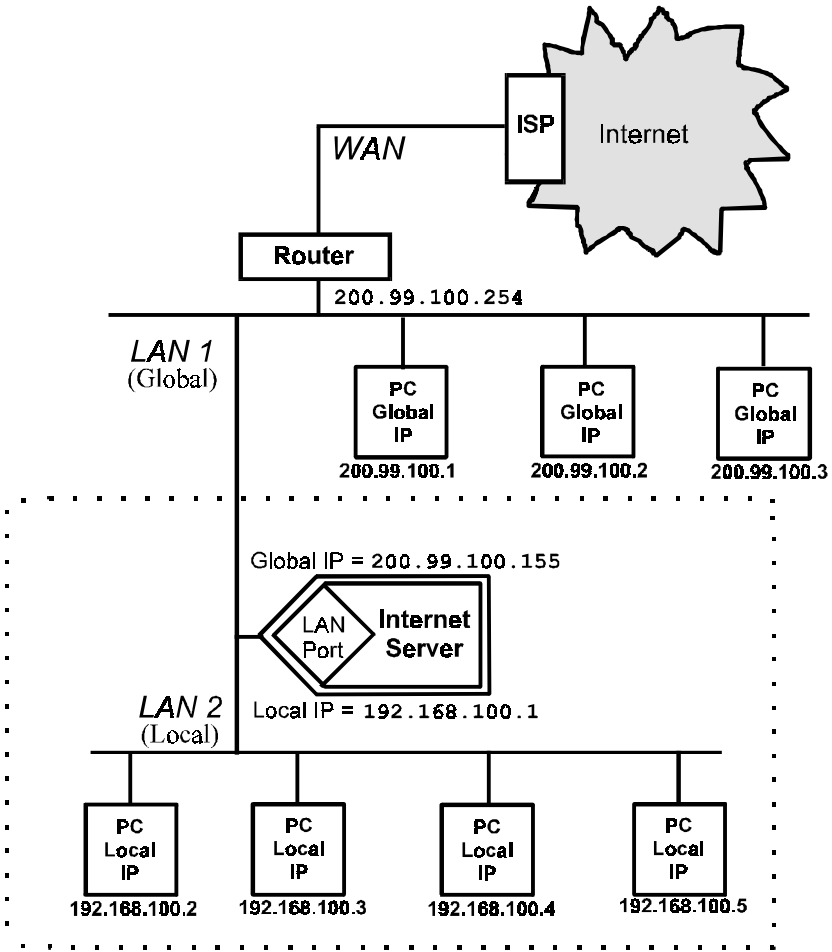 ISP
Internet
WAN
Router
200.99.100.254
LAN 1
(Global)
PC
Global
IP
200.99.100.1
PC
Global
IP
200.99.100.2
PC
Global
IP
200.99.100.3
Global IP = 200.99.100.155
LAN
Port
Internet
Server
Local IP = 192.168.100.1
LAN 2
(Local)
PC
Local
IP
192.168.100.2
PC
Local
IP
192.168.100.3
PC
Local
IP
192.168.100.4
PC
Local
IP
192.168.100.5